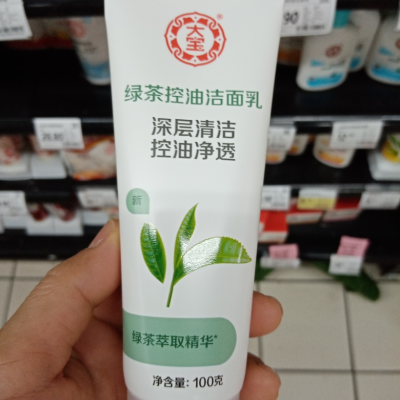 大宝
绿茶控油洁面乳
深层清洁
控油净透
新
绿茶萃取精华*
净含量：100克